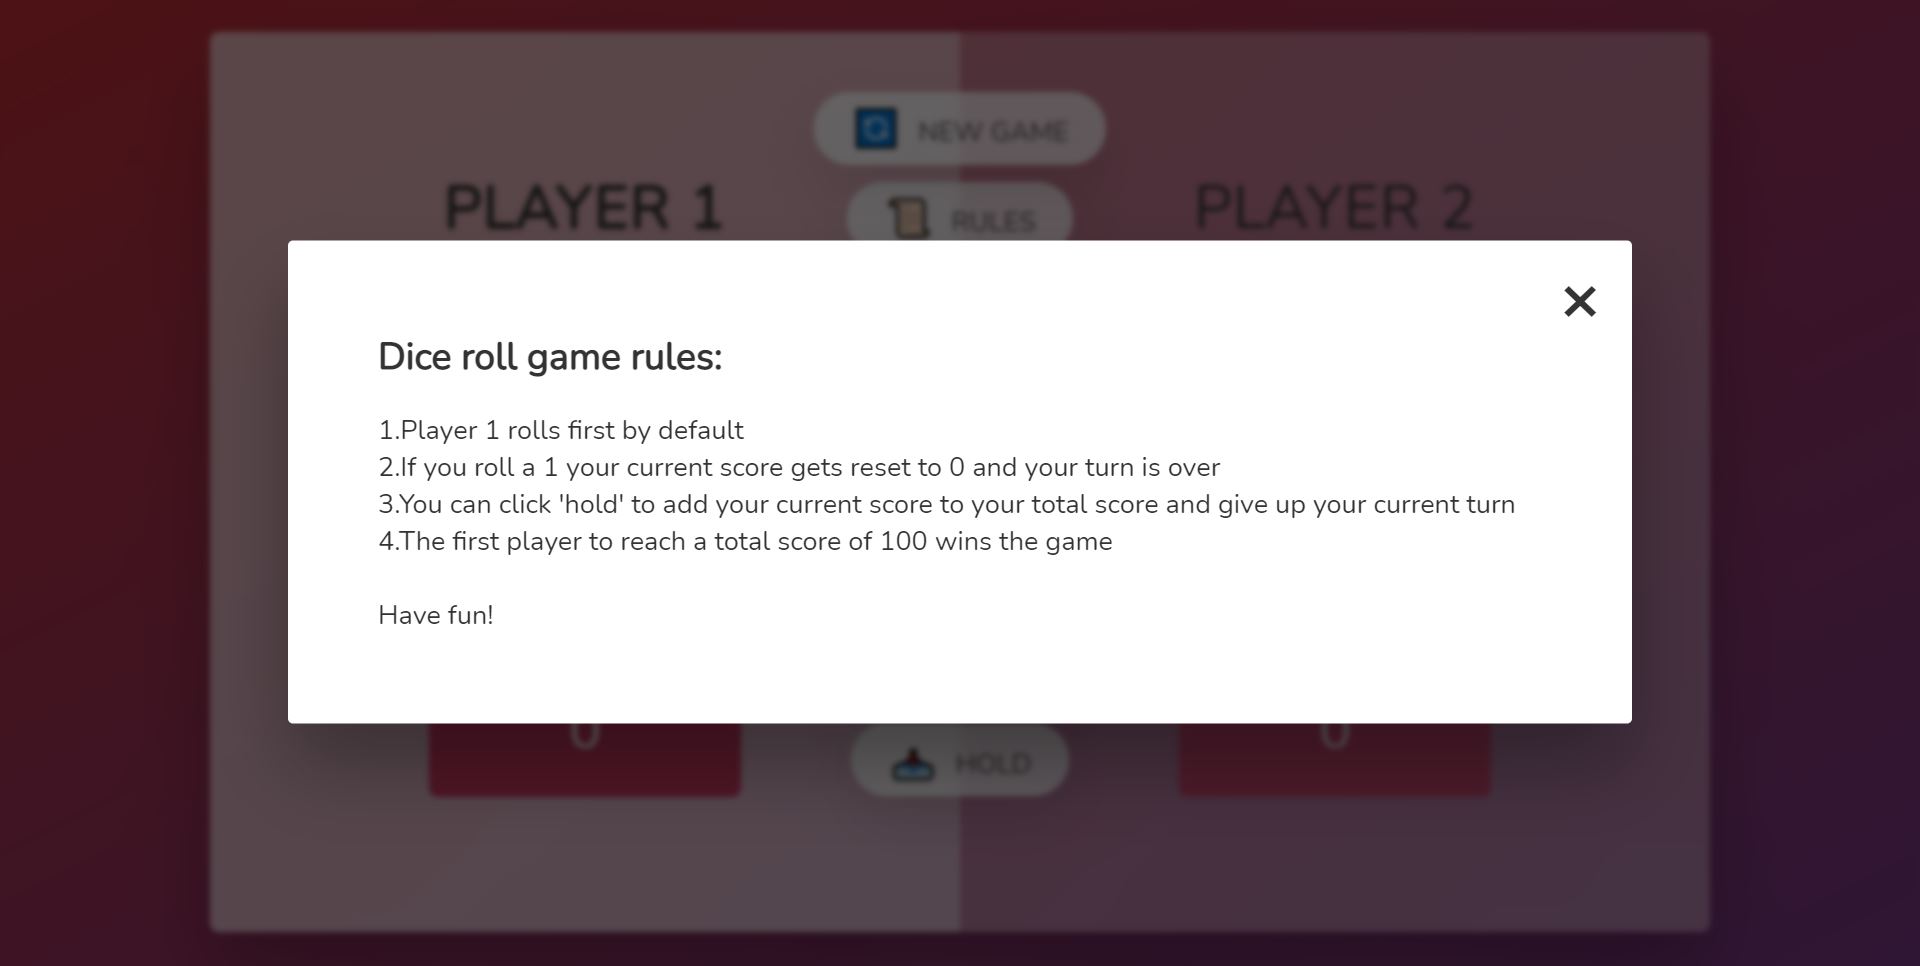 NEW GAME
PLAYER 1
PLAYER 2
RULES
Dice roll game rules:
1.Player 1 rolls first by default
2.If you roll a 1 your current score gets reset to 0 and your turn is over
3.You can click 'hold' to add your current score to your total score and give up your current turn
4.The first player to reach a total score of 100 wins the game
Have fun!
0
0
HOLD